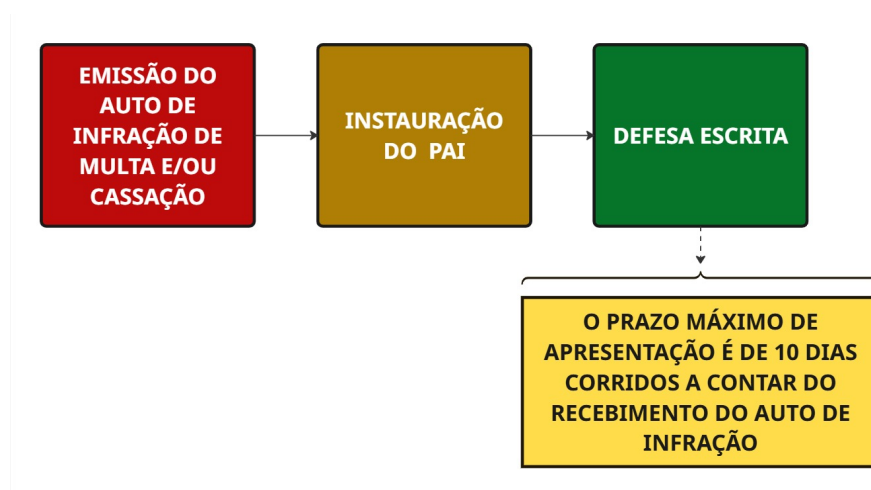 EMISSÃO DO
AUTO DE
INFRAÇÃO DE
MULTA E/OU
CASSAÇÃO
INSTAURAÇÃO
DO PAI
DEFESA ESCRITA
O PRAZO MÁXIMO DE
APRESENTAÇÃO É DE 10 DIAS
CORRIDOS A CONTAR DO
RECEBIMENTO DO AUTO DE
INFRAÇÃO